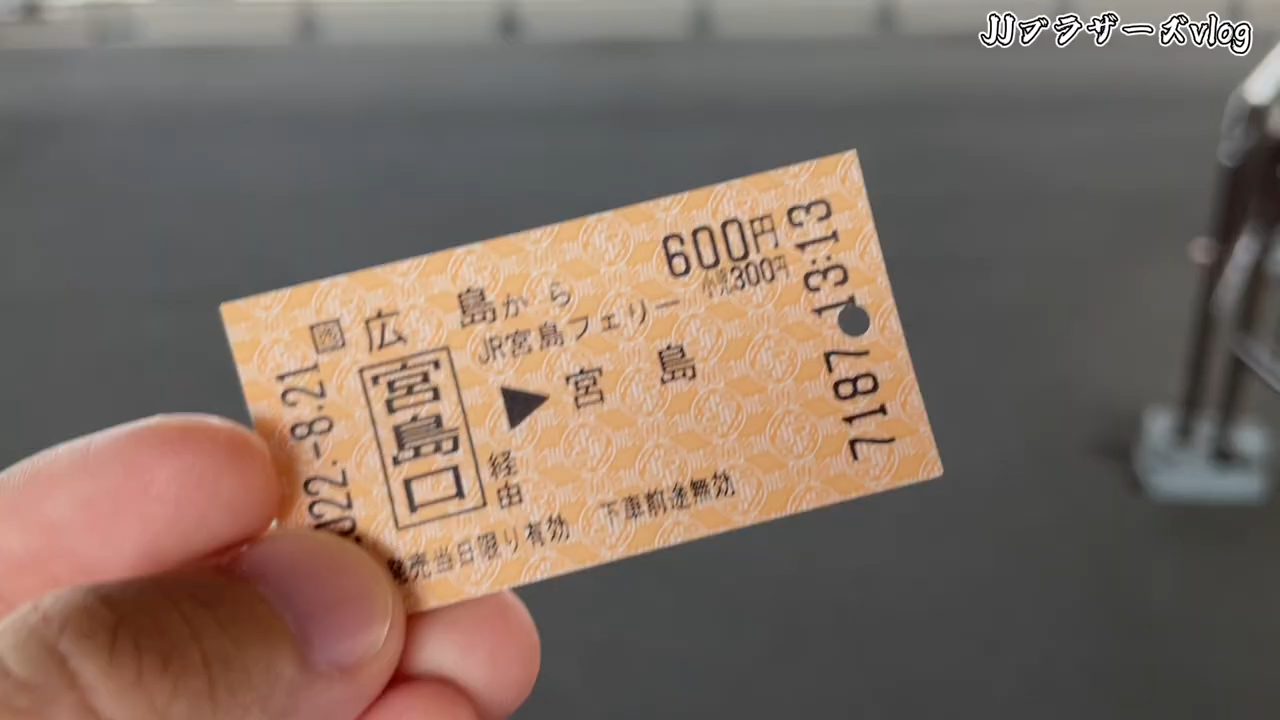 JJブラザーズvlog
600円
小児300円
広島から
JR宮島フェリー
宮島口
▶ 宮島
経由
売当日限り有効 下車前途無効
022.-8.21
7187 13:13